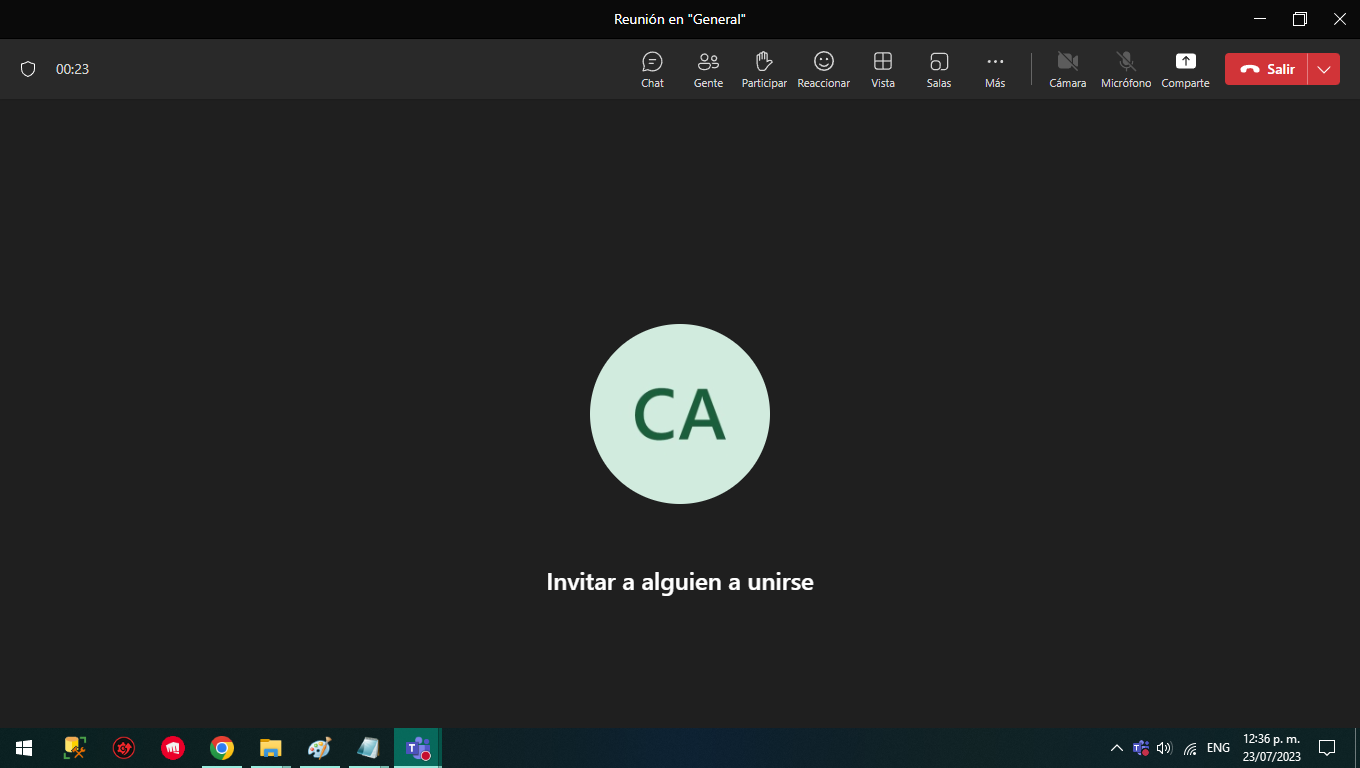 Reunión en "General"
00:23
Chat
Gente
Participar
Reaccionar
Vista
Salas
Más
Cámara
Micrófono
Comparte
Salir
CA
Invitar a alguien a unirse
T
ENG
12:36 p. m.
23/07/2023